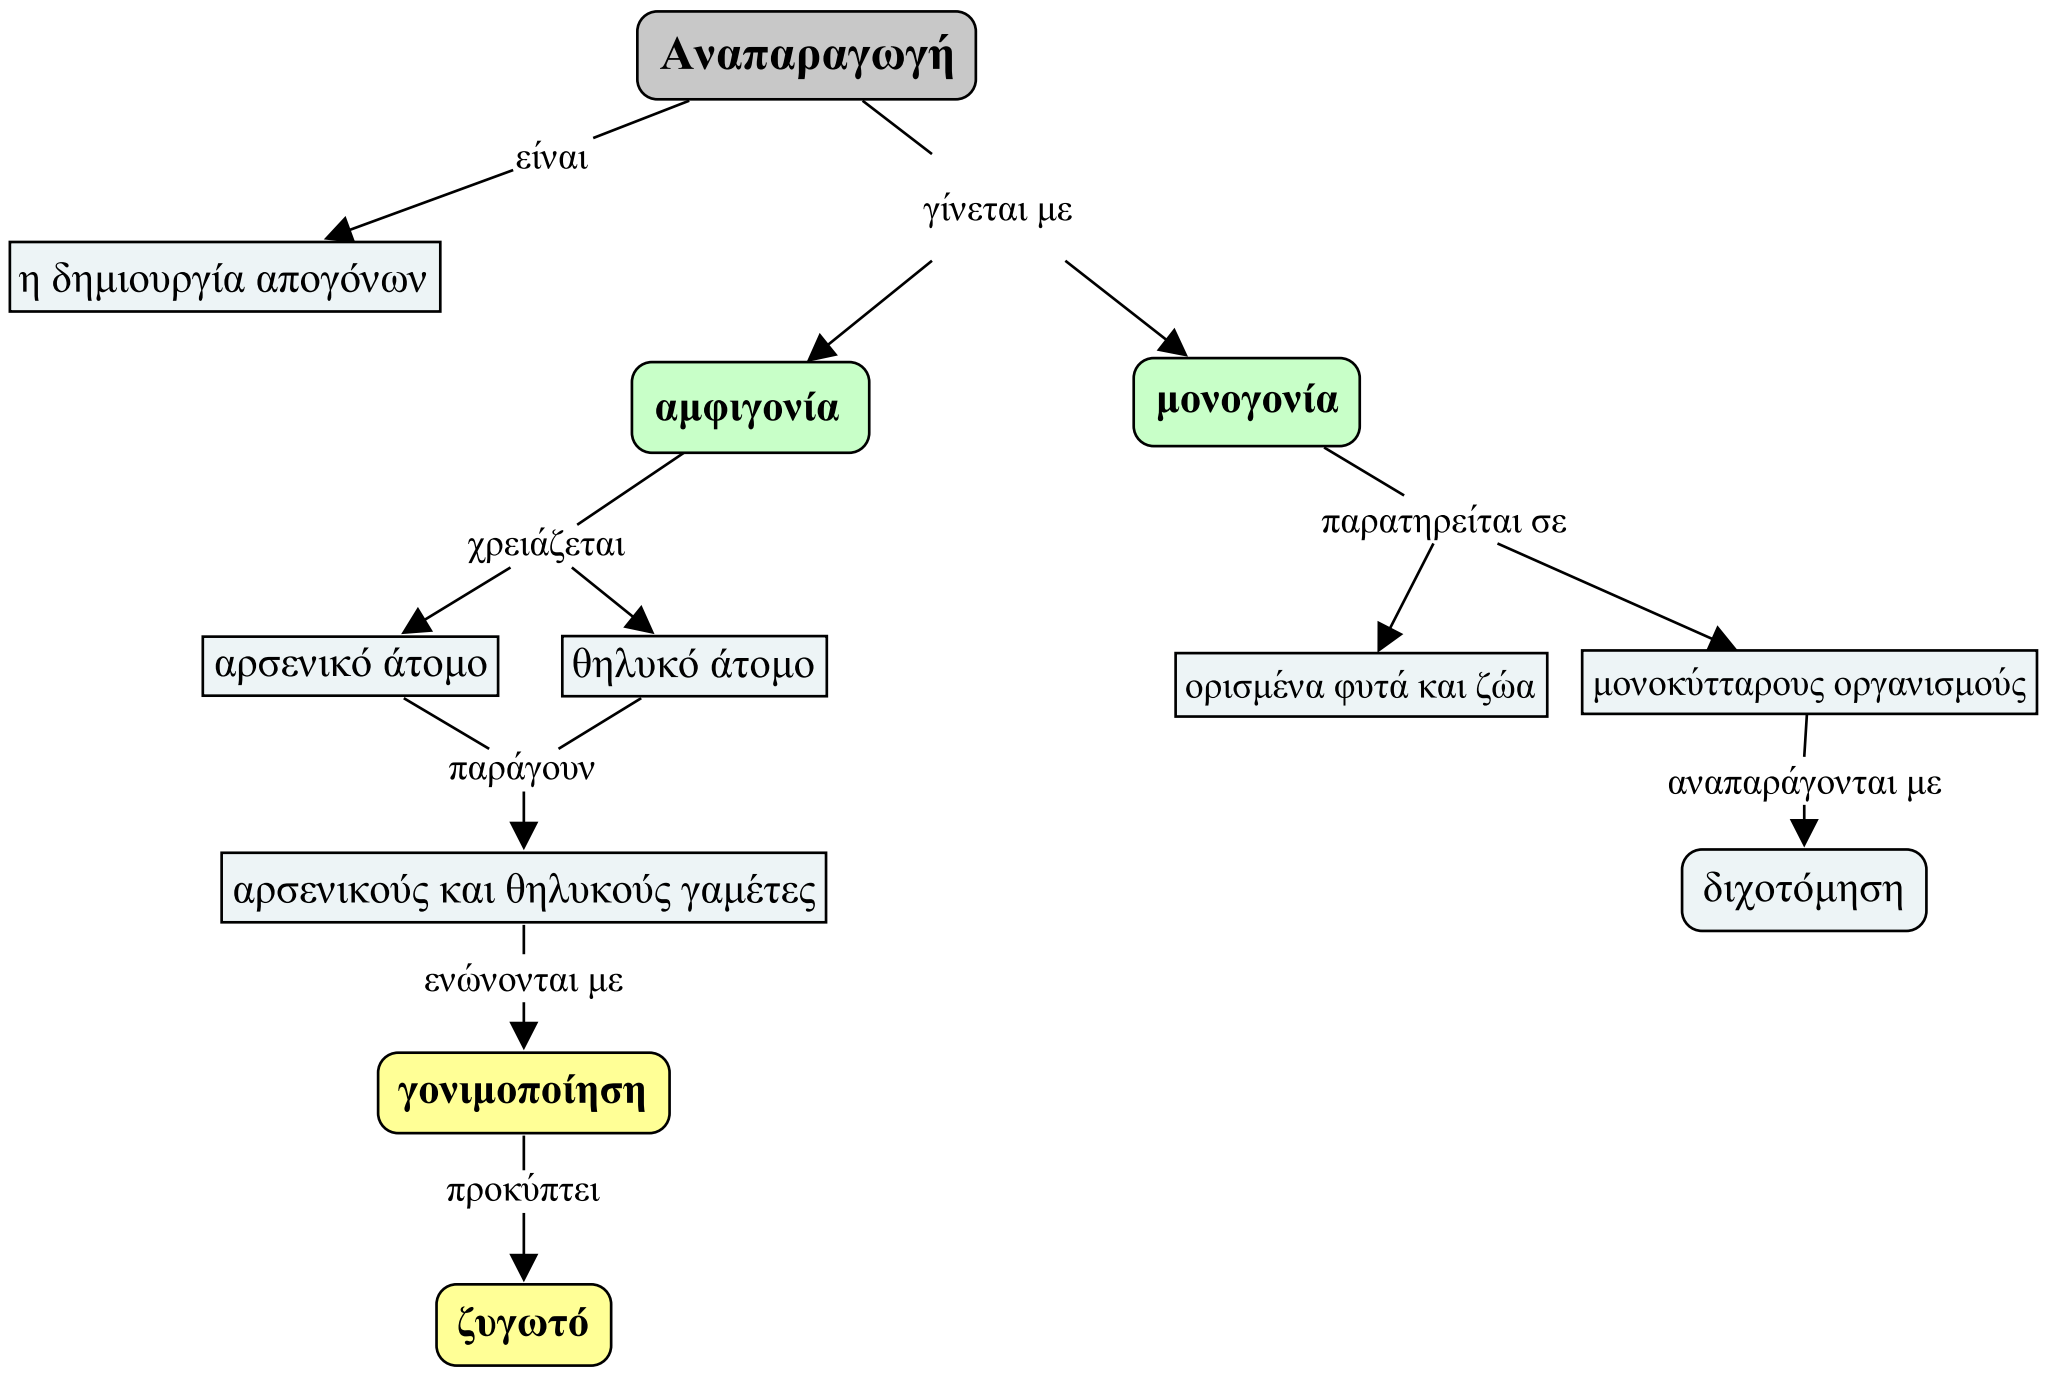 Αναπαραγωγή
είναι
γίνεται με
η δημιουργία απογόνων
αμφιγονία
μονογονία
χρειάζεται
παρατηρείται σε
αρσενικό άτομο
θηλυκό άτομο
ορισμένα φυτά και ζώα
μονοκύτταρους οργανισμούς
παράγουν
αναπαράγονται με
αρσενικούς και θηλυκούς γαμέτες
διχοτόμηση
ενώνονται με
γονιμοποίηση
προκύπτει
ζυγωτό